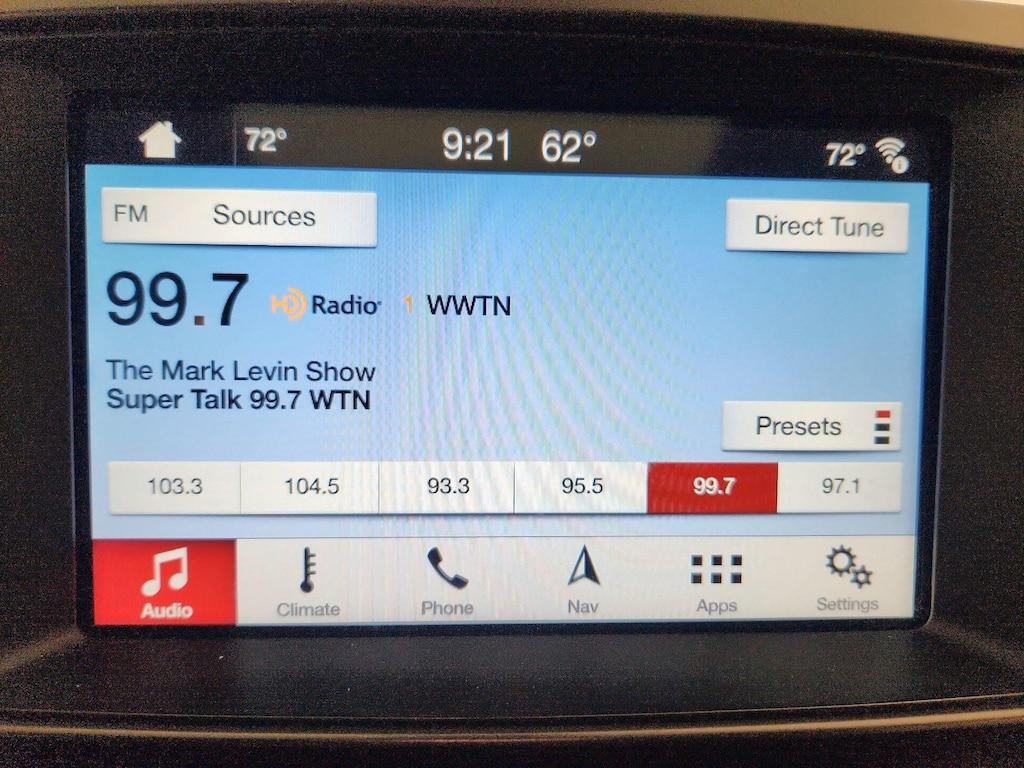 72° 9:21 62° 72°
FM Sources Direct Tune
99.7 HD Radio 1 WWTN
The Mark Levin Show
Super Talk 99.7 WTN
Presets
103.3 104.5 93.3 95.5 99.7 97.1
Audio Climate Phone Nav Apps Settings